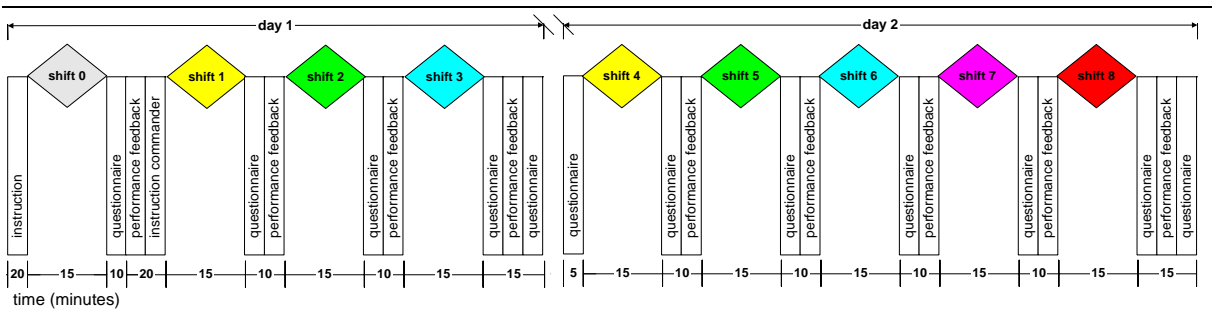 day 1
day 2
shift 0
shift 1
shift 2
shift 3
shift 4
shift 5
shift 6
shift 7
shift 8
instruction
questionnaire
performance feedback
instruction commander
questionnaire
performance feedback
questionnaire
performance feedback
questionnaire
performance feedback
questionnaire
questionnaire
questionnaire
performance feedback
questionnaire
performance feedback
questionnaire
performance feedback
questionnaire
performance feedback
questionnaire
performance feedback
questionnaire
20
15
10
20
15
10
15
10
15
15
5
15
10
15
10
15
10
15
10
15
15
time (minutes)